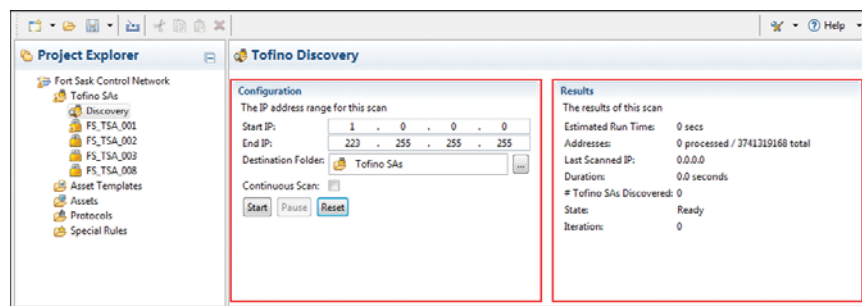 Help
Project Explorer
Fort Sask Control Network
Tofino SAs
Discovery
FS_TSA_001
FS_TSA_002
FS_TSA_003
FS_TSA_008
Asset Templates
Assets
Protocols
Special Rules
Tofino Discovery
Configuration
The IP address range for this scan
Start IP: 1 . 0 . 0 . 0
End IP: 223 . 255 . 255 . 255
Destination Folder: Tofino SAs ...
Continuous Scan:
Start Pause Reset
Results
The results of this scan
Estimated Run Time: 0 secs
Addresses: 0 processed / 3741319168 total
Last Scanned IP: 0.0.0.0
Duration: 0.0 seconds
# Tofino SAs Discovered: 0
State: Ready
Iteration: 0